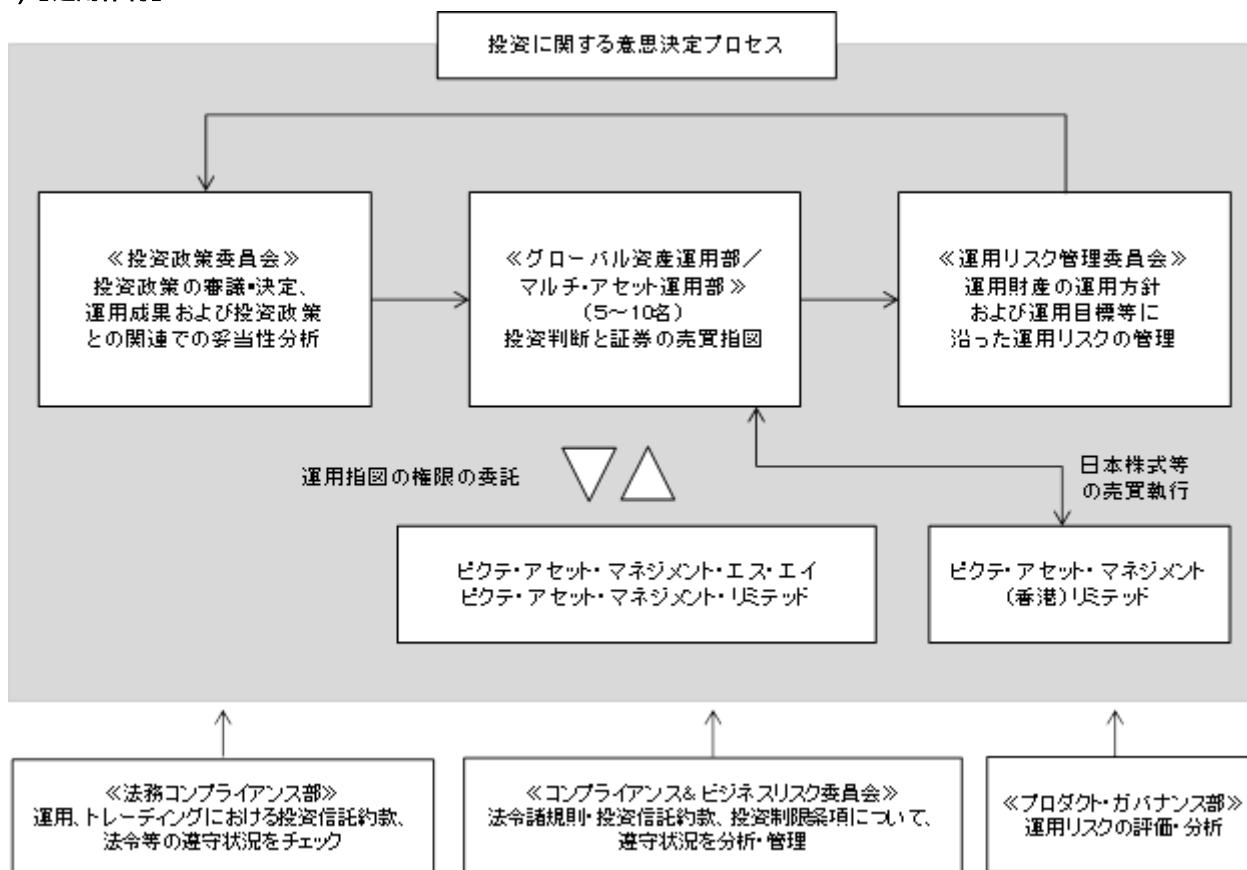 投資に関する意思決定プロセス
≪投資政策委員会≫
投資政策の審議・決定、
運用成果および投資政策
との関連での妥当性分析
≪グローバル資産運用部／
マルチ・アセット運用部≫
(5～10名)
投資判断と証券の売買指図
≪運用リスク管理委員会≫
運用財産の運用方針
および運用目標等に
沿った運用リスクの管理
運用指図の権限の委託
日本株式等
の売買執行
ピクテ・アセット・マネジメント・エス・エイ
ピクテ・アセット・マネジメント・リミテッド
ピクテ・アセット・マネジメント
(香港)リミテッド
≪法務コンプライアンス部≫
運用、トレーディングにおける投資信託約款、
法令等の遵守状況をチェック
≪コンプライアンス&ビジネスリスク委員会≫
法令諸規則・投資信託約款、投資制限条項について、
遵守状況を分析・管理
≪プロダクト・ガバナンス部≫
運用リスクの評価・分析